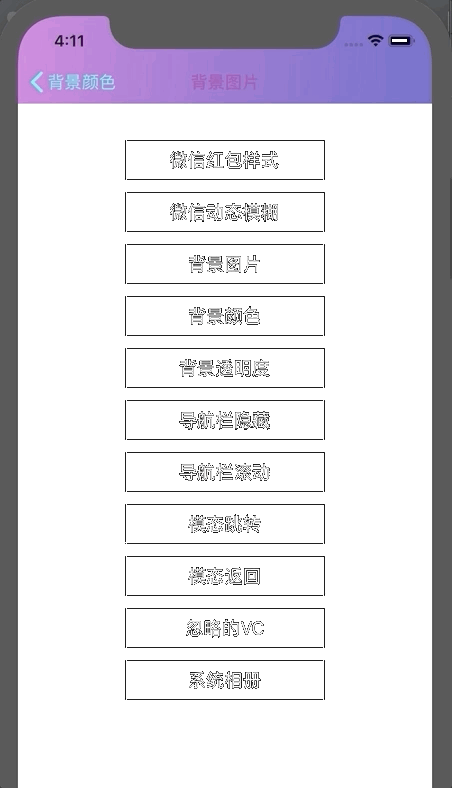 4:11
背景颜色 背景图片
微信红包样式
微信动态模糊
背景图片
背景颜色
背景透明度
导航栏隐藏
导航栏滚动
模态跳转
模态返回
忽略的VC
系统相册